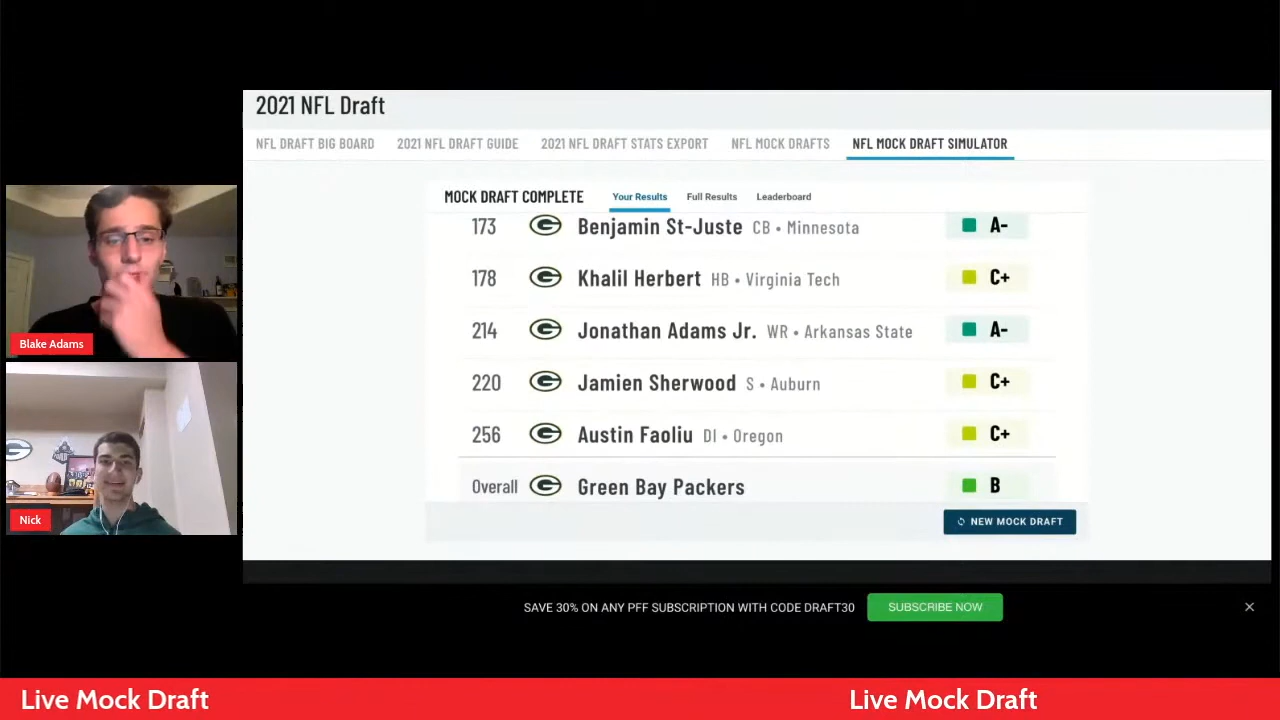 2021 NFL Draft
NFL DRAFT BIG BOARD 2021 NFL DRAFT GUIDE 2021 NFL DRAFT STATS EXPORT NFL MOCK DRAFTS NFL MOCK DRAFT SIMULATOR
MOCK DRAFT COMPLETE Your Results Full Results Leaderboard
173 G Benjamin St-Juste CB • Minnesota A-
178 G Khalil Herbert HB • Virginia Tech C+
214 G Jonathan Adams Jr. WR • Arkansas State A-
220 G Jamien Sherwood S • Auburn C+
256 G Austin Faoliu DI • Oregon C+
Overall G Green Bay Packers B
NEW MOCK DRAFT
Blake Adams
G
Nick
SAVE 30% ON ANY PFF SUBSCRIPTION WITH CODE DRAFT30 SUBSCRIBE NOW
Live Mock Draft Live Mock Draft